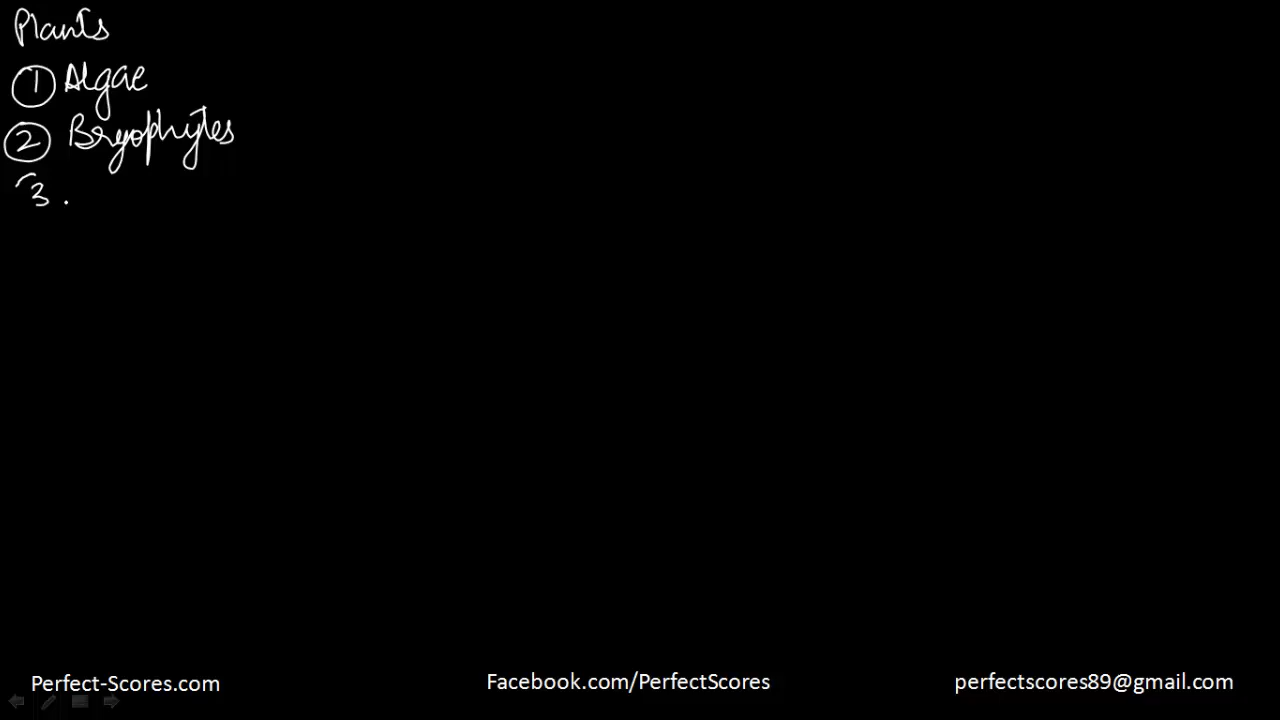 Plants
1 Algae
2 Bryophytes
3.
Perfect-Scores.com
Facebook.com/PerfectScores
perfectscores89@gmail.com